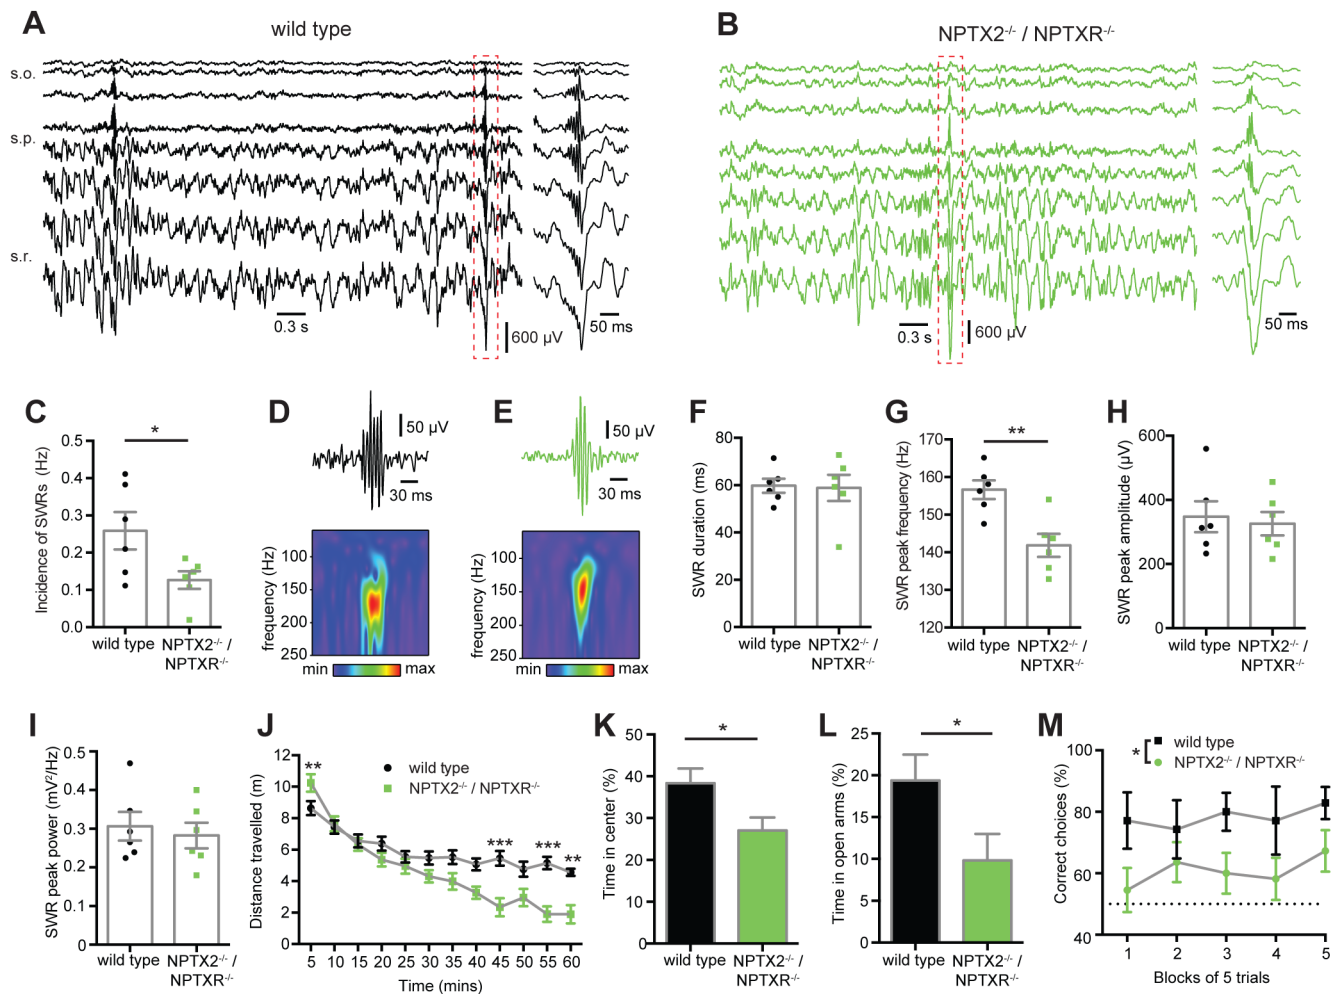 A
wild type
s.o.
s.p.
s.r.
0.3 s
600 µV
50 ms
B
NPTX2-/- / NPTXR-/-
0.3 s
600 µV
50 ms
C
Incidence of SWRs (Hz)
0.5
0.4
0.3
0.2
0.1
0.0
*
wild type
NPTX2-/- /
NPTXR-/-
D
50 µV
30 ms
frequency (Hz)
100
150
200
250
min
max
E
50 µV
30 ms
frequency (Hz)
100
150
200
250
min
max
F
SWR duration (ms)
80
60
40
20
0
wild type
NPTX2-/- /
NPTXR-/-
G
SWR peak frequency (Hz)
170
160
150
140
130
120
**
wild type
NPTX2-/- /
NPTXR-/-
H
SWR peak amplitude (µV)
600
400
200
0
wild type
NPTX2-/- /
NPTXR-/-
I
SWR peak power (mV²/Hz)
0.5
0.4
0.3
0.2
0.1
0
wild type
NPTX2-/- /
NPTXR-/-
J
Distance travelled (m)
12
10
8
6
4
2
0
**
wild type
NPTX2-/- / NPTXR-/-
***
***
**
5 10 15 20 25 30 35 40 45 50 55 60
Time (mins)
K
Time in center (%)
50
40
30
20
10
0
*
wild type
NPTX2-/- /
NPTXR-/-
L
Time in open arms (%)
25
20
15
10
5
0
*
wild type
NPTX2-/- /
NPTXR-/-
M
Correct choices (%)
100
80
60
40
*
wild type
NPTX2-/- / NPTXR-/-
1 2 3 4 5
Blocks of 5 trials